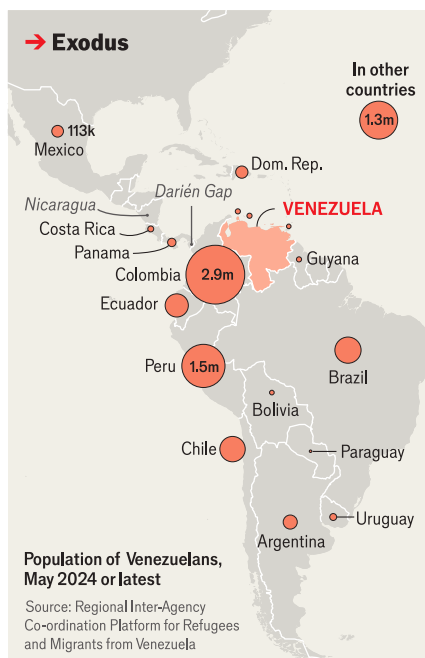 → Exodus
In other
countries
1.3m
113k
Mexico
Dom. Rep.
Nicaragua
Darién Gap
VENEZUELA
Costa Rica
Panama
Guyana
Colombia
2.9m
Ecuador
Peru
1.5m
Brazil
Bolivia
Chile
Paraguay
Uruguay
Argentina
Population of Venezuelans,
May 2024 or latest
Source: Regional Inter-Agency
Co-ordination Platform for Refugees
and Migrants from Venezuela